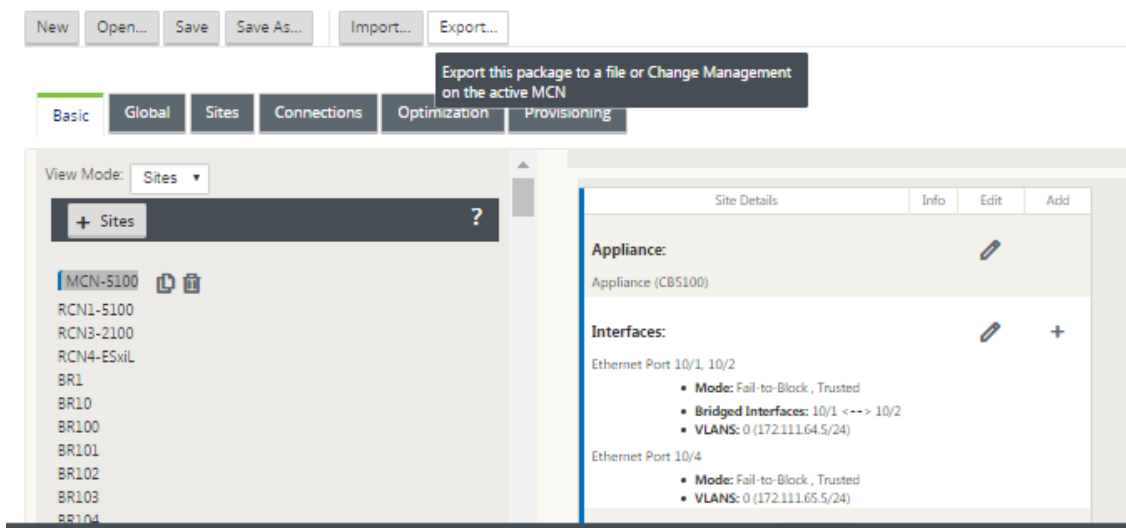 New Open... Save Save As... Import... Export...
Export this package to a file or Change Management
on the active MCN
Basic Global Sites Connections Optimization Provisioning
View Mode: Sites
+ Sites ?
MCN-5100
RCN1-5100
RCN3-2100
RCN4-ESxiL
BR1
BR10
BR100
BR101
BR102
BR103
BR104
Site Details Info Edit Add
Appliance:
Appliance (CB5100)
Interfaces: +
Ethernet Port 10/1, 10/2
• Mode: Fail-to-Block , Trusted
• Bridged Interfaces: 10/1 <--> 10/2
• VLANS: 0 (172.111.64.5/24)
Ethernet Port 10/4
• Mode: Fail-to-Block , Trusted
• VLANS: 0 (172.111.65.5/24)